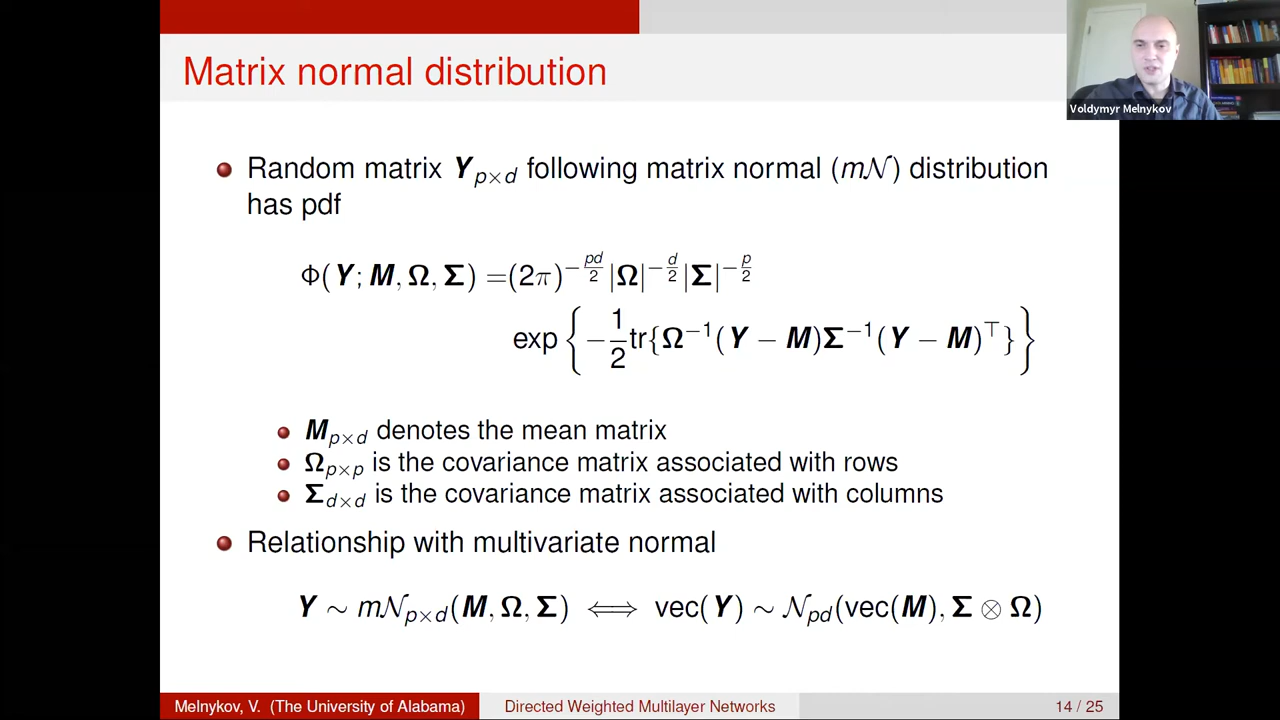 Matrix normal distribution
Voldymyr Melnykov
Random matrix Y_{p×d} following matrix normal (mN) distribution
has pdf
Φ(Y; M, Ω, Σ) =(2π)^{-pd/2}|Ω|^{-d/2}|Σ|^{-p/2}
exp{−1/2 tr{Ω^{−1}(Y − M)Σ^{−1}(Y − M)^⊤}}
M_{p×d} denotes the mean matrix
Ω_{p×p} is the covariance matrix associated with rows
Σ_{d×d} is the covariance matrix associated with columns
Relationship with multivariate normal
Y ∼ mN_{p×d}(M, Ω, Σ) ⟺ vec(Y) ∼ N_{pd}(vec(M), Σ ⊗ Ω)
Melnykov, V. (The University of Alabama) Directed Weighted Multilayer Networks 14 / 25